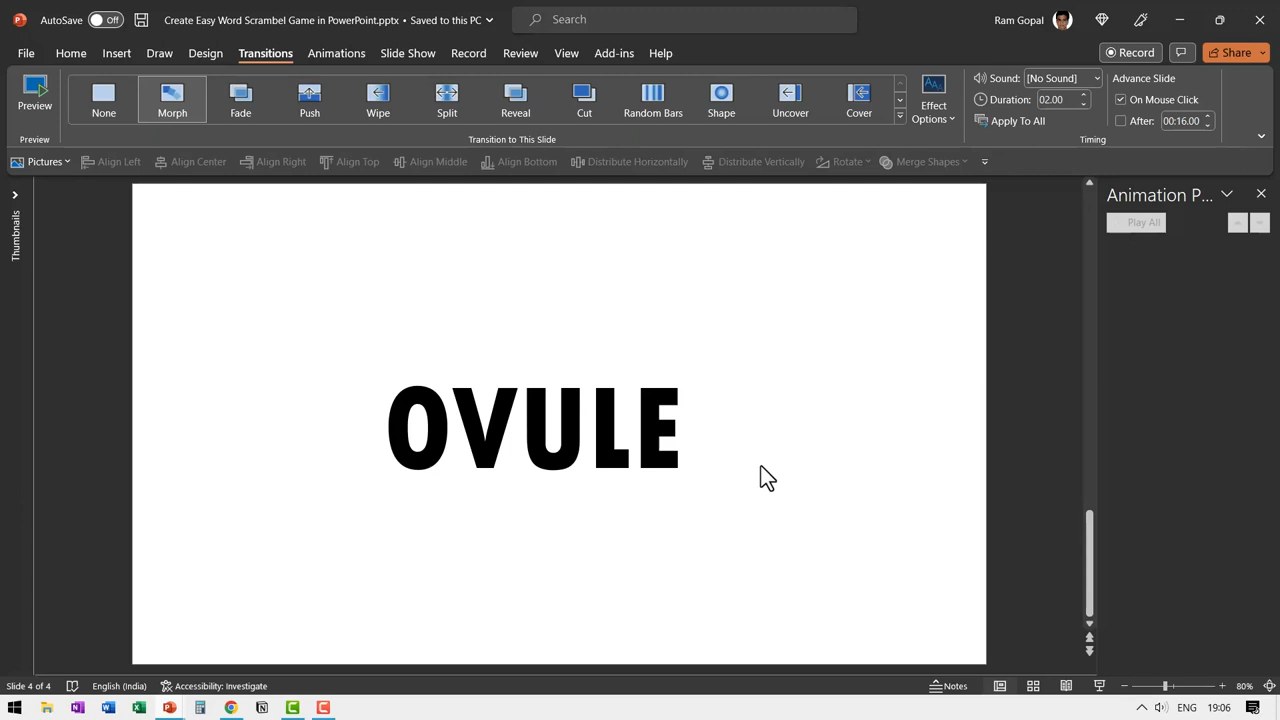 AutoSave Off Create Easy Word Scrambel Game in PowerPoint.pptx • Saved to this PC Search Ram Gopal
File Home Insert Draw Design Transitions Animations Slide Show Record Review View Add-ins Help Record Share
Preview None Morph Fade Push Wipe Split Reveal Cut Random Bars Shape Uncover Cover Effect Options
Sound: [No Sound] Advance Slide
Duration: 02.00 On Mouse Click
Apply To All After: 00:16.00
Preview Transition to This Slide Timing
Pictures Align Left Align Center Align Right Align Top Align Middle Align Bottom Distribute Horizontally Distribute Vertically Rotate Merge Shapes
Thumbnails
Animation P...
Play All
OVULE
Slide 4 of 4 English (India) Accessibility: Investigate Notes 80%
ENG 19:06